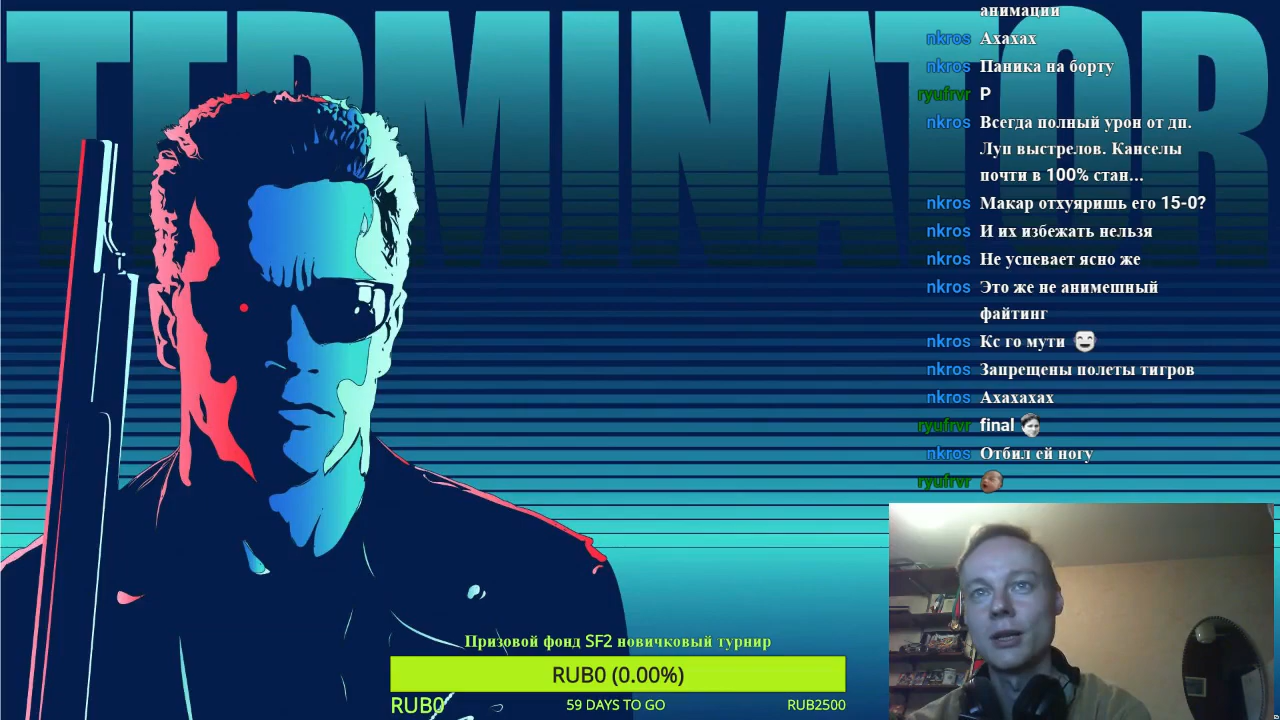 TERMINATOR
анимации
nkros Ахахах
nkros Паника на борту
ryufrvr Р
nkros Всегда полный урон от дп.
Луп выстрелов. Канселы
почти в 100% стан...
nkros Макар отхуяришь его 15-0?
nkros И их избежать нельзя
nkros Не успевает ясно же
nkros Это же не анимешный
файтинг
nkros Кс го мути
nkros Запрещены полеты тигров
nkros Ахахахах
ryufrvr final
nkros Отбил ей ногу
ryufrvr
Призовой фонд SF2 новичковый турнир
RUB0 (0.00%)
RUB0 59 DAYS TO GO RUB2500